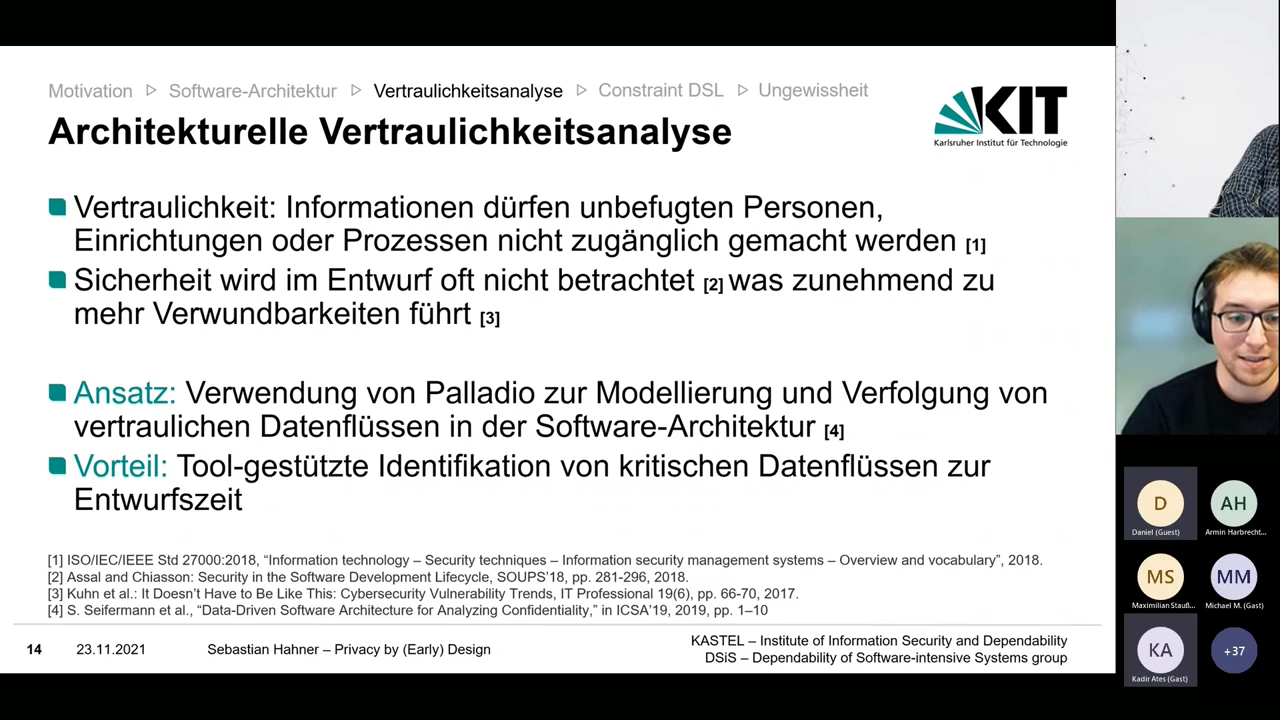 Motivation ▷ Software-Architektur ▷ Vertraulichkeitsanalyse ▷ Constraint DSL ▷ Ungewissheit
KIT
Karlsruher Institut für Technologie
Architekturelle Vertraulichkeitsanalyse
Vertraulichkeit: Informationen dürfen unbefugten Personen,
Einrichtungen oder Prozessen nicht zugänglich gemacht werden [1]
Sicherheit wird im Entwurf oft nicht betrachtet [2] was zunehmend zu
mehr Verwundbarkeiten führt [3]
Ansatz: Verwendung von Palladio zur Modellierung und Verfolgung von
vertraulichen Datenflüssen in der Software-Architektur [4]
Vorteil: Tool-gestützte Identifikation von kritischen Datenflüssen zur
Entwurfszeit
[1] ISO/IEC/IEEE Std 27000:2018, “Information technology – Security techniques – Information security management systems – Overview and vocabulary”, 2018.
[2] Assal and Chiasson: Security in the Software Development Lifecycle, SOUPS’18, pp. 281-296, 2018.
[3] Kuhn et al.: It Doesn’t Have to Be Like This: Cybersecurity Vulnerability Trends, IT Professional 19(6), pp. 66-70, 2017.
[4] S. Seifermann et al., “Data-Driven Software Architecture for Analyzing Confidentiality,” in ICSA’19, 2019, pp. 1–10
14 23.11.2021 Sebastian Hahner – Privacy by (Early) Design
KASTEL – Institute of Information Security and Dependability
DSiS – Dependability of Software-intensive Systems group
D AH
Daniel (Guest) Armin Harbrecht...
MS MM
Maximilian Stauß... Michael M. (Gast)
KA +37
Kadir Ates (Gast)